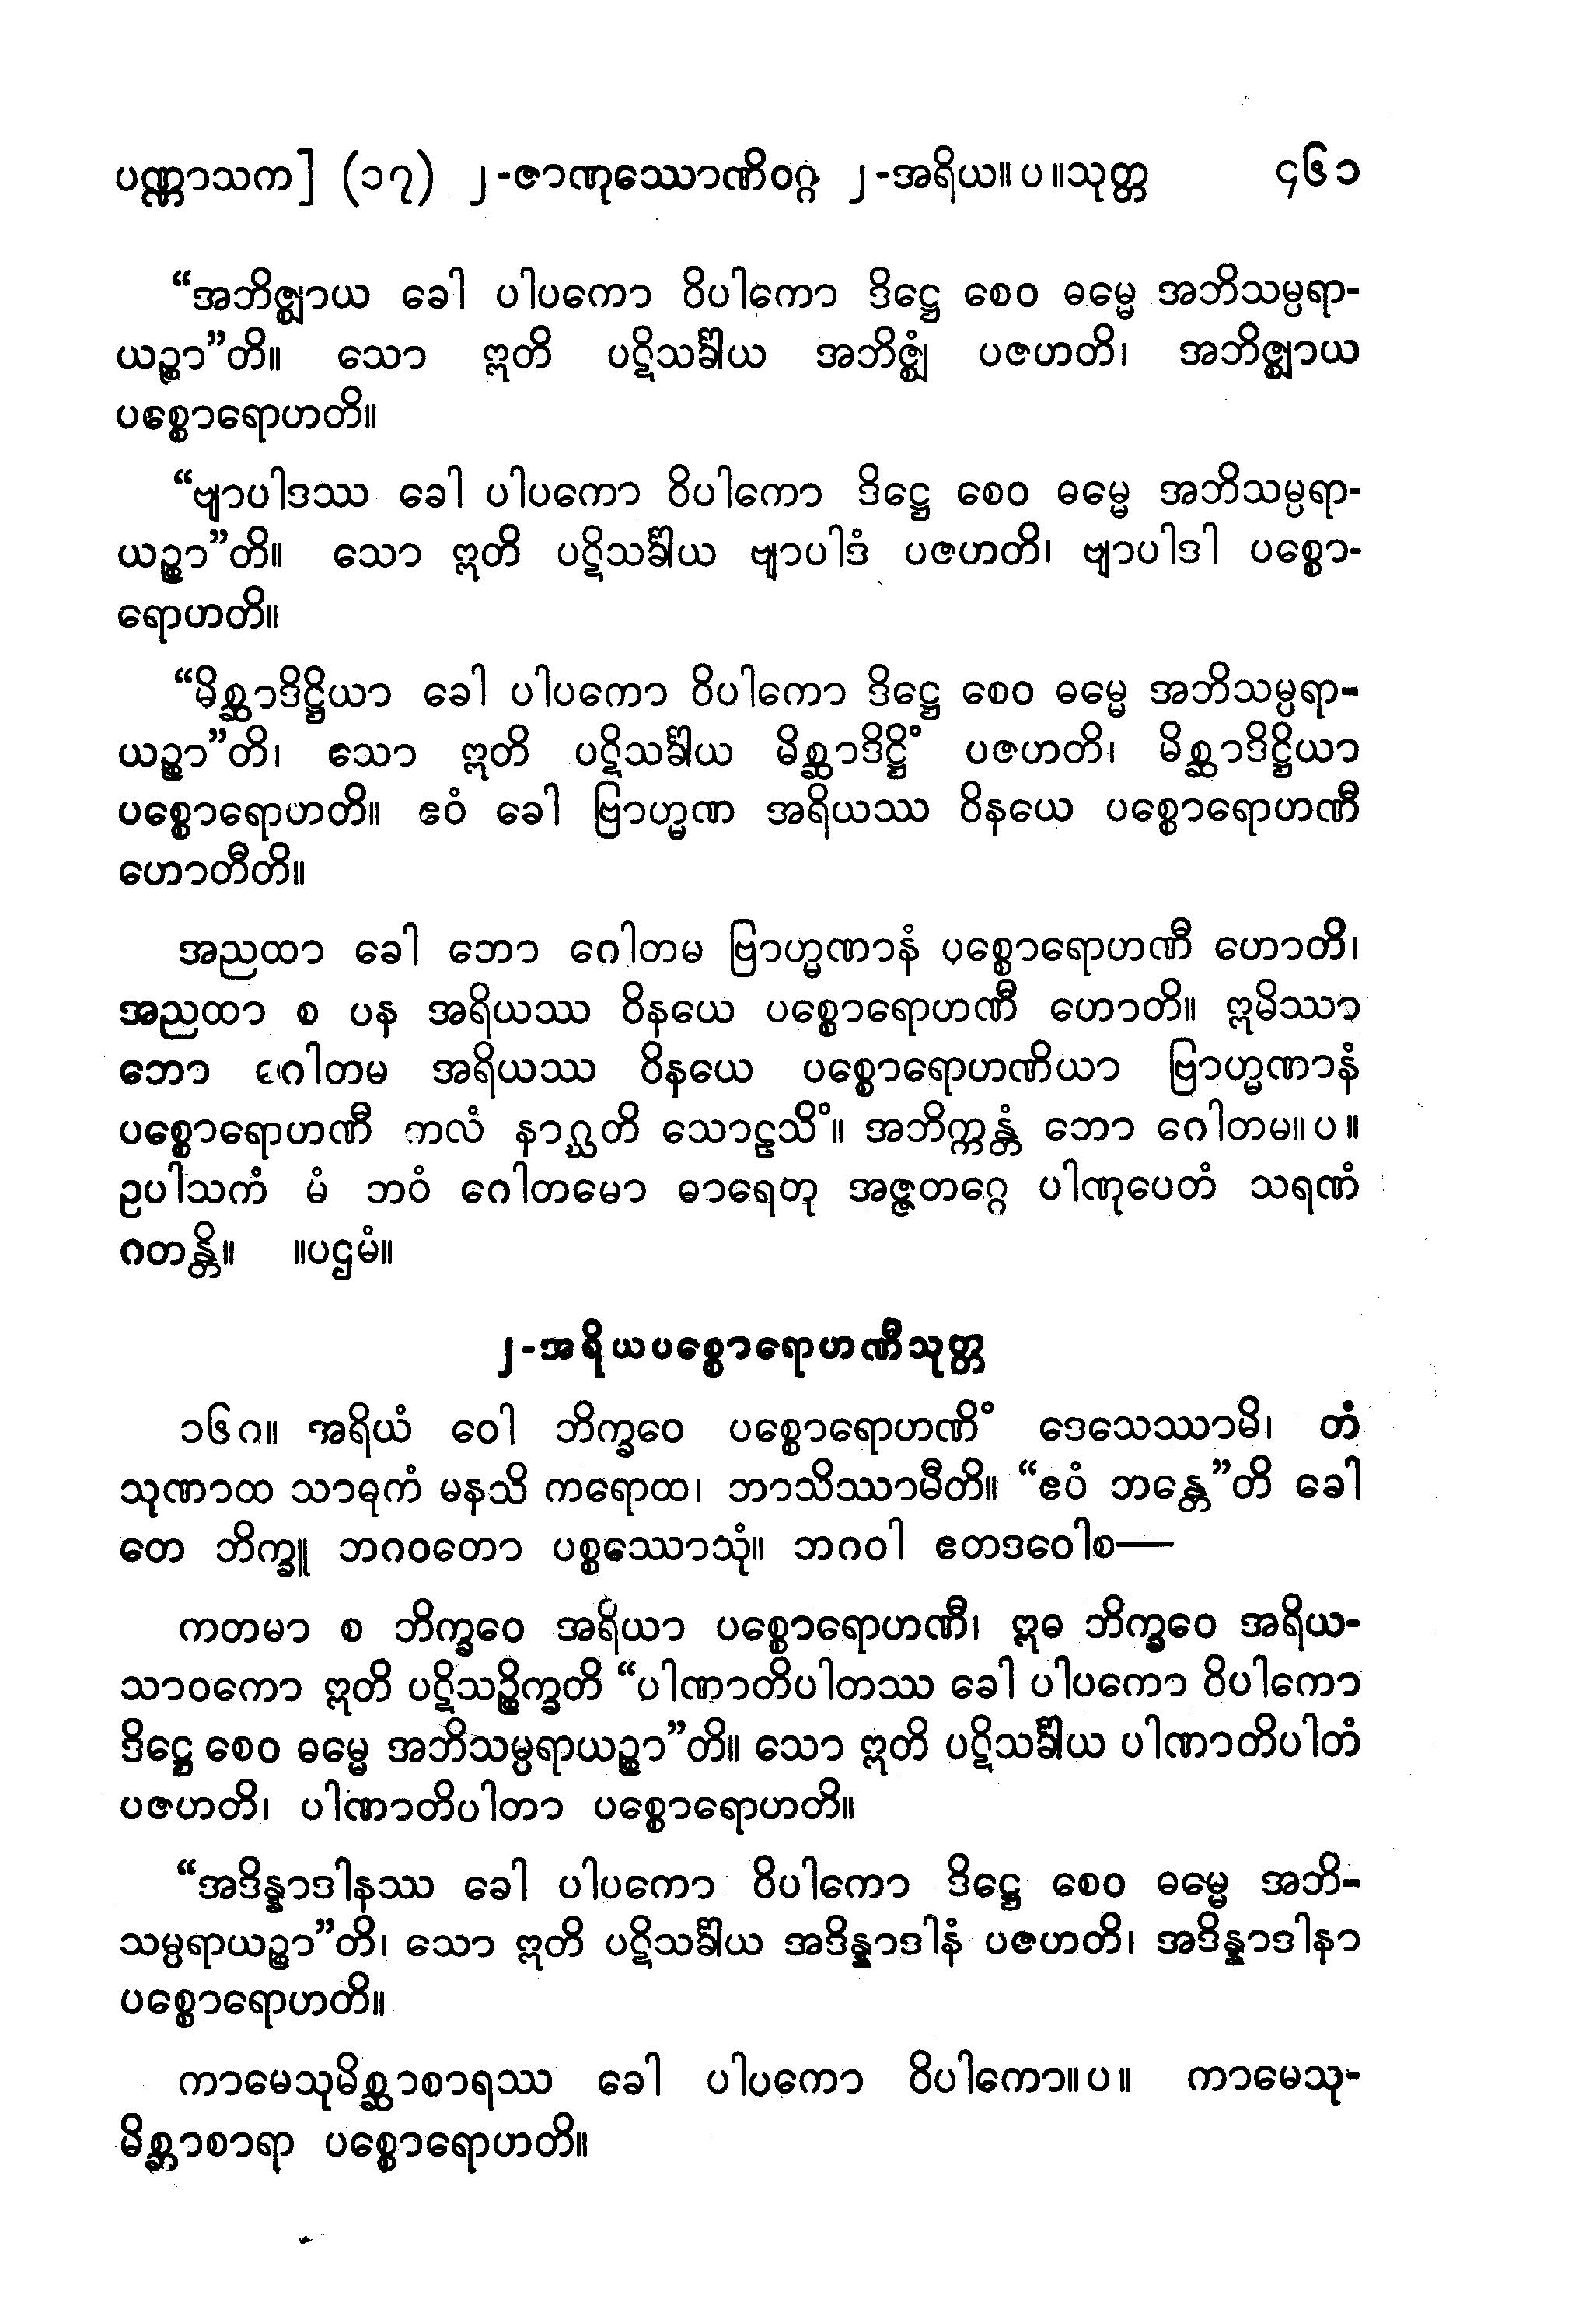 ပဏ္ဏာသက] (၁၇) ၂-ဇာဏုဿောဏိဝဂ္ဂ ၂-အရိယ။ ပ ။သုတ္တ ၄၆၁
“အဘိဇ္ဈာယ ခေါ ပါပကော ဝိပါကော ဒိဋ္ဌေ စေဝ ဓမ္မေ အဘိသမ္ပရာ-
ယဉ္စာ”တိ။ သော ဣတိ ပဋိသင်္ခါယ အဘိဇ္ဈံ ပဇဟတိ၊ အဘိဇ္ဈာယ
ပစ္စောရောဟတိ။
“ဗျာပါဒဿ ခေါ ပါပကော ဝိပါကော ဒိဋ္ဌေ စေဝ ဓမ္မေ အဘိသမ္ပရာ-
ယဉ္စာ”တိ။ သော ဣတိ ပဋိသင်္ခါယ ဗျာပါဒံ ပဇဟတိ၊ ဗျာပါဒါ ပစ္စော-
ရောဟတိ။
“မိစ္ဆာဒိဋ္ဌိယာ ခေါ ပါပကော ဝိပါကော ဒိဋ္ဌေ စေဝ ဓမ္မေ အဘိသမ္ပရာ-
ယဉ္စာ”တိ၊ သော ဣတိ ပဋိသင်္ခါယ မိစ္ဆာဒိဋ္ဌိံ ပဇဟတိ၊ မိစ္ဆာဒိဋ္ဌိယာ
ပစ္စောရောဟတိ။ ဧဝံ ခေါ ဗြာဟ္မဏ အရိယဿ ဝိနယေ ပစ္စောရောဟဏီ
ဟောတီတိ။
အညထာ ခေါ ဘော ဂေါတမ ဗြာဟ္မဏာနံ ပစ္စောရောဟဏီ ဟောတိ၊
အညထာ စ ပန အရိယဿ ဝိနယေ ပစ္စောရောဟဏီ ဟောတိ။ ဣမိဿာ
ဘော ဂေါတမ အရိယဿ ဝိနယေ ပစ္စောရောဟဏိယာ ဗြာဟ္မဏာနံ
ပစ္စောရောဟဏီ ကလံ နာဂ္ဃတိ သောဠသိံ။ အဘိက္ကန္တံ ဘော ဂေါတမ။ ပ ။
ဥပါသကံ မံ ဘဝံ ဂေါတမော ဓာရေတု အဇ္ဇတဂ္ဂေ ပါဏုပေတံ သရဏံ
ဂတန္တိ။ ။ပဌမံ။
၂-အရိယပစ္စောရောဟဏီသုတ္တ
၁၆၈။ အရိယံ ဝေါ ဘိက္ခဝေ ပစ္စောရောဟဏိံ ဒေသေဿာမိ၊ တံ
သုဏာထ သာဓုကံ မနသိ ကရောထ၊ ဘာသိဿာမီတိ။ “ဧဝံ ဘန္တေ”တိ ခေါ
တေ ဘိက္ခူ ဘဂဝတော ပစ္စဿောသုံ။ ဘဂဝါ ဧတဒဝေါစ—
ကတမာ စ ဘိက္ခဝေ အရိယာ ပစ္စောရောဟဏီ၊ ဣဓ ဘိက္ခဝေ အရိယ-
သာဝကော ဣတိ ပဋိသဉ္စိက္ခတိ “ပါဏာတိပါတဿ ခေါ ပါပကော ဝိပါကော
ဒိဋ္ဌေ စေဝ ဓမ္မေ အဘိသမ္ပရာယဉ္စာ”တိ။ သော ဣတိ ပဋိသင်္ခါယ ပါဏာတိပါတံ
ပဇဟတိ၊ ပါဏာတိပါတာ ပစ္စောရောဟတိ။
“အဒိန္နာဒါနဿ ခေါ ပါပကော ဝိပါကော ဒိဋ္ဌေ စေဝ ဓမ္မေ အဘိ-
သမ္ပရာယဉ္စာ”တိ၊ သော ဣတိ ပဋိသင်္ခါယ အဒိန္နာဒါနံ ပဇဟတိ၊ အဒိန္နာဒါနာ
ပစ္စောရောဟတိ။
ကာမေသုမိစ္ဆာစာရဿ ခေါ ပါပကော ဝိပါကော။ ပ ။ ကာမေသု-
မိစ္ဆာစာရာ ပစ္စောရောဟတိ။